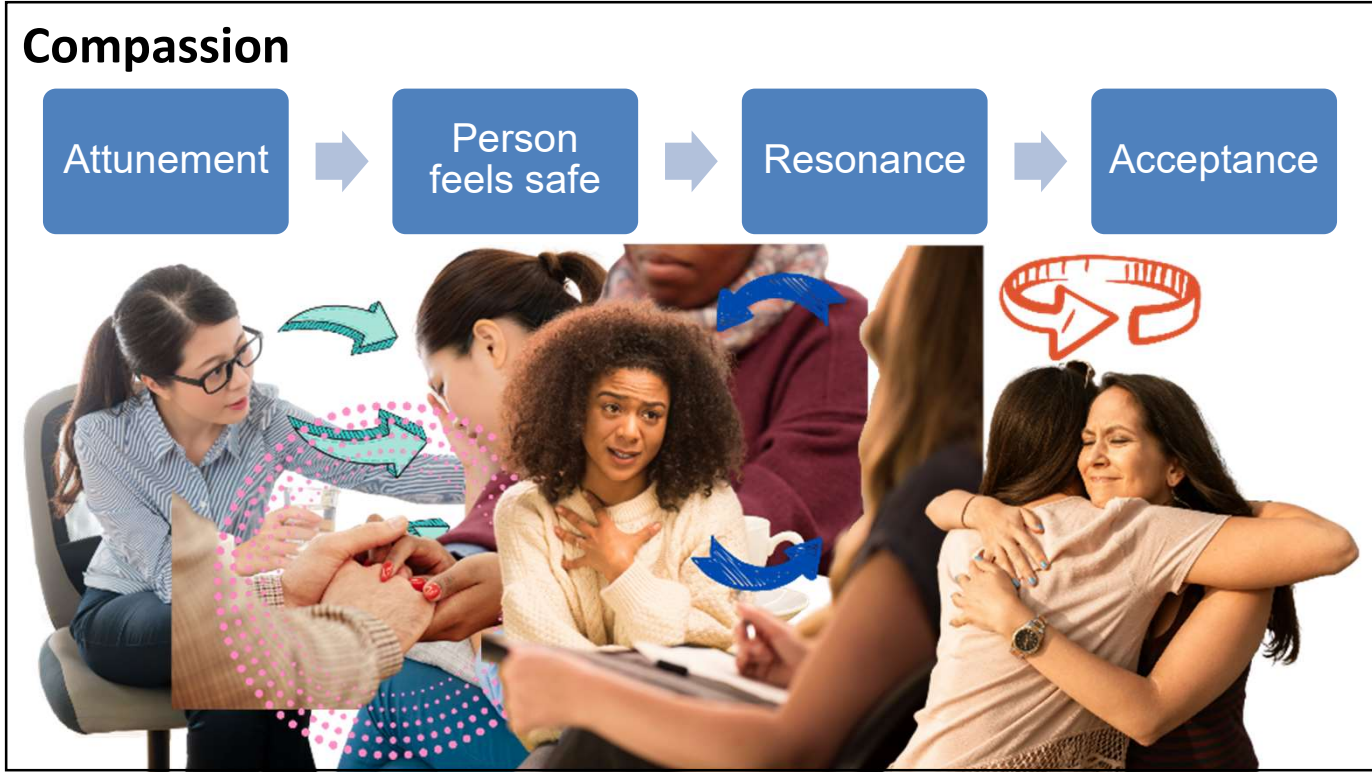 Compassion
Attunement
Person
feels safe
Resonance
Acceptance